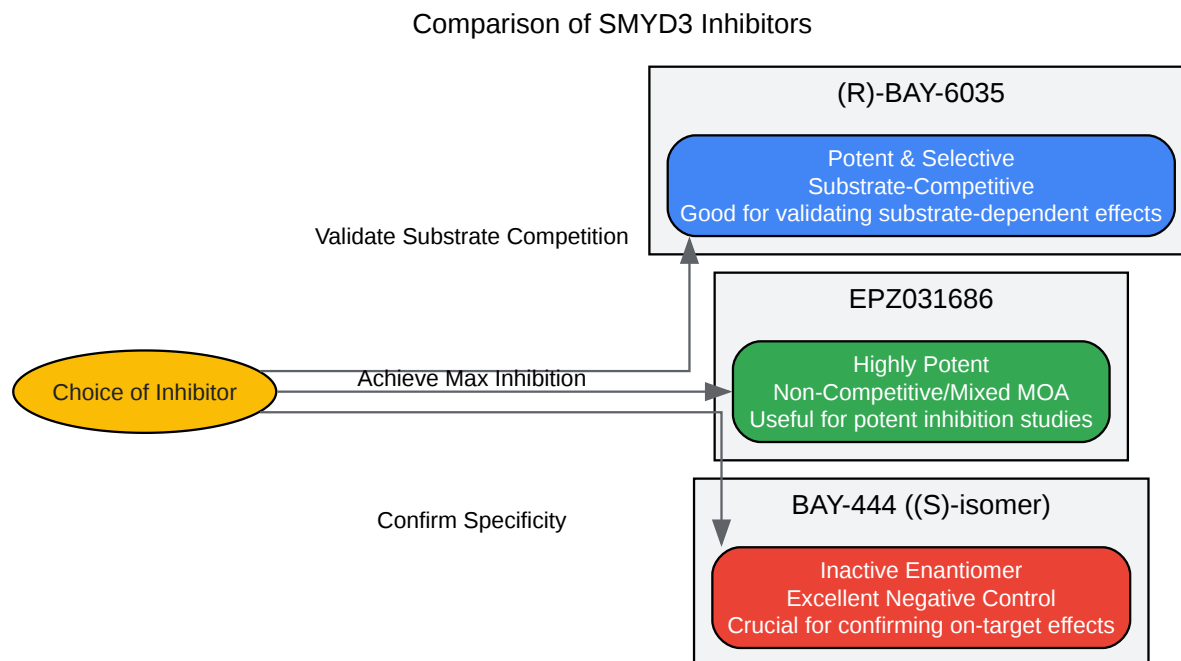 Comparison of SMYD3 Inhibitors
(R)-BAY-6035
Potent & Selective
Substrate-Competitive
Good for validating substrate-dependent effects
Validate Substrate Competition
EPZ031686
Choice of Inhibitor
Achieve Max Inhibition
Highly Potent
Non-Competitive/Mixed MOA
Useful for potent inhibition studies
BAY-444 ((S)-isomer)
Confirm Specificity
Inactive Enantiomer
Excellent Negative Control
Crucial for confirming on-target effects